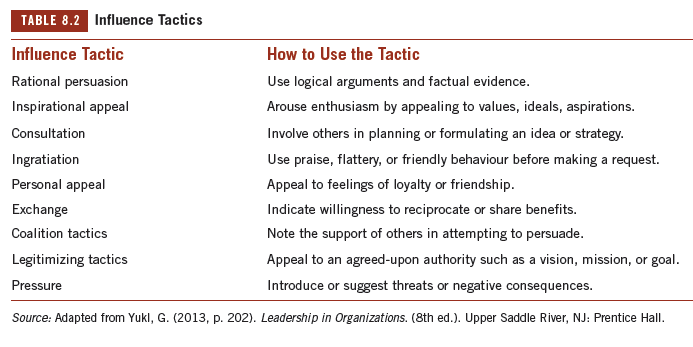 TABLE 8.2 Influence Tactics
Influence Tactic How to Use the Tactic
Rational persuasion Use logical arguments and factual evidence.
Inspirational appeal Arouse enthusiasm by appealing to values, ideals, aspirations.
Consultation Involve others in planning or formulating an idea or strategy.
Ingratiation Use praise, flattery, or friendly behaviour before making a request.
Personal appeal Appeal to feelings of loyalty or friendship.
Exchange Indicate willingness to reciprocate or share benefits.
Coalition tactics Note the support of others in attempting to persuade.
Legitimizing tactics Appeal to an agreed-upon authority such as a vision, mission, or goal.
Pressure Introduce or suggest threats or negative consequences.
Source: Adapted from Yukl, G. (2013, p. 202). Leadership in Organizations. (8th ed.). Upper Saddle River, NJ: Prentice Hall.